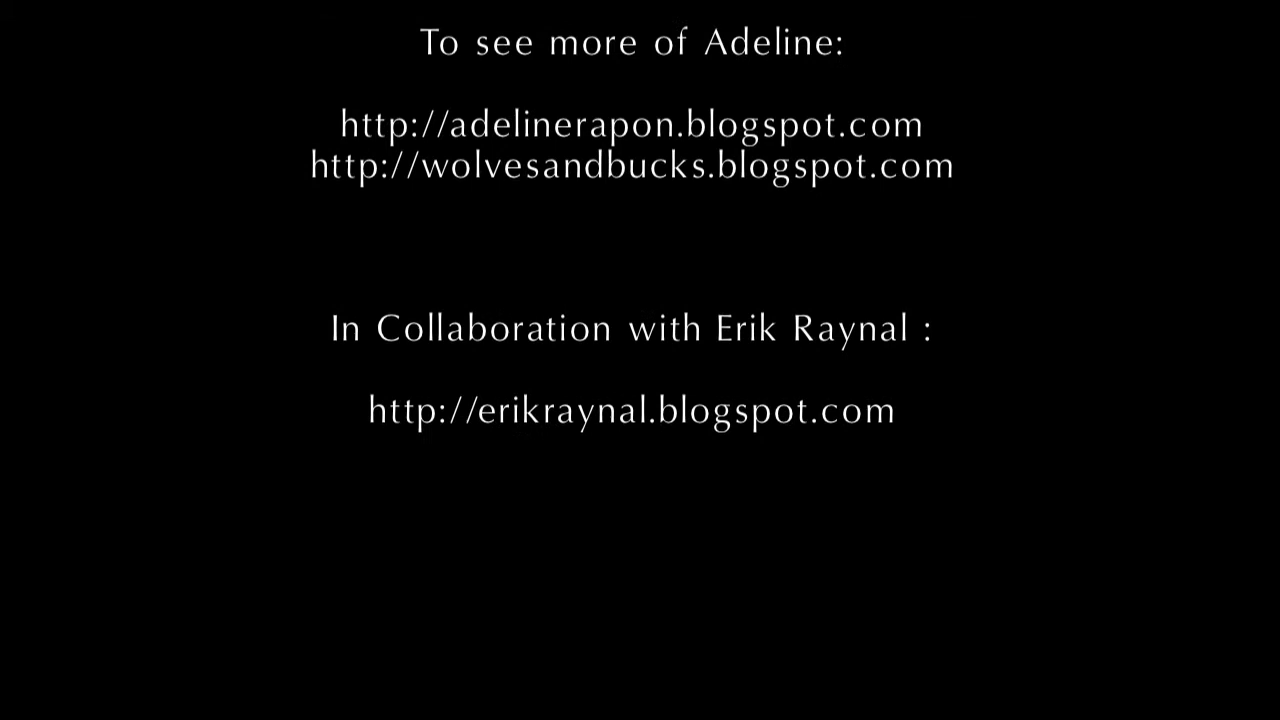 To see more of Adeline:
http://adelinerapon.blogspot.com
http://wolvesandbucks.blogspot.com
In Collaboration with Erik Raynal :
http://erikraynal.blogspot.com